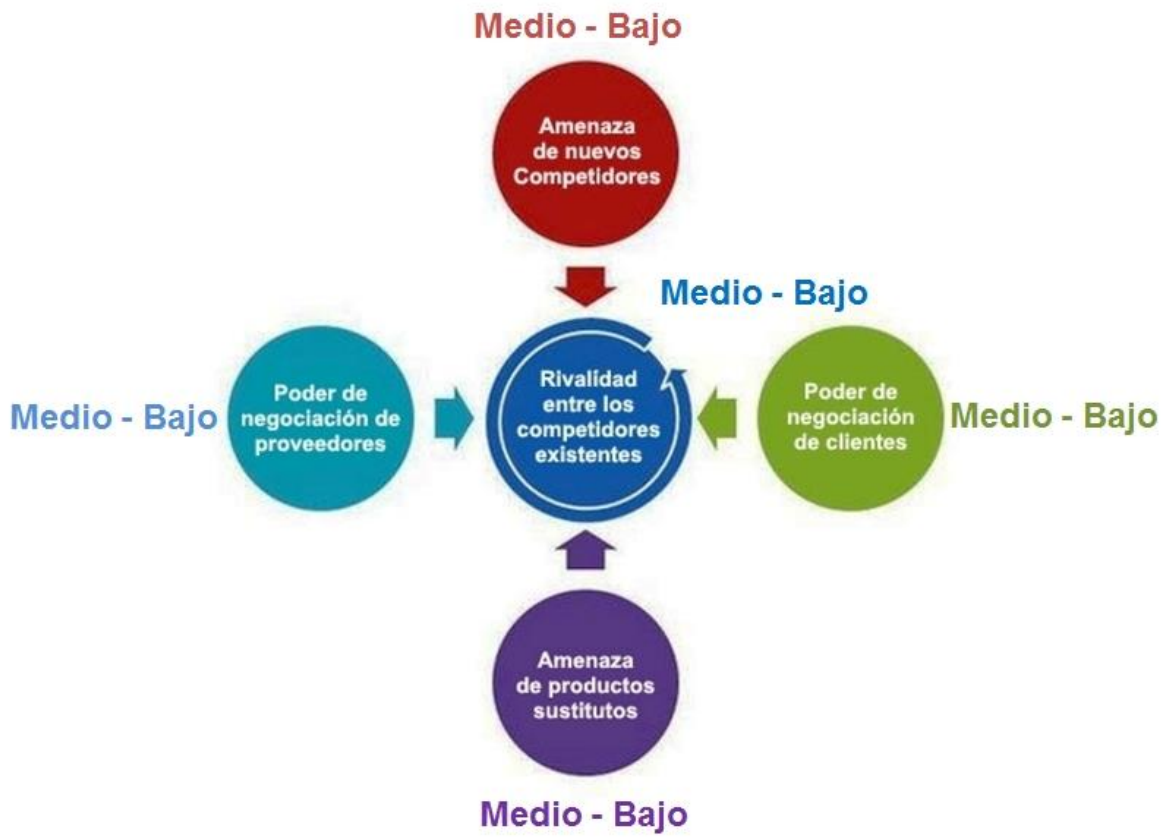 Medio - Bajo
Amenaza
de nuevos
Competidores
Medio - Bajo
Medio - Bajo
Poder de
negociación de
proveedores
Rivalídad
entre los
competidores
existentes
Poder de
negociación
de clientes
Medio - Bajo
Amenaza
de productos
sustitutos
Medio - Bajo